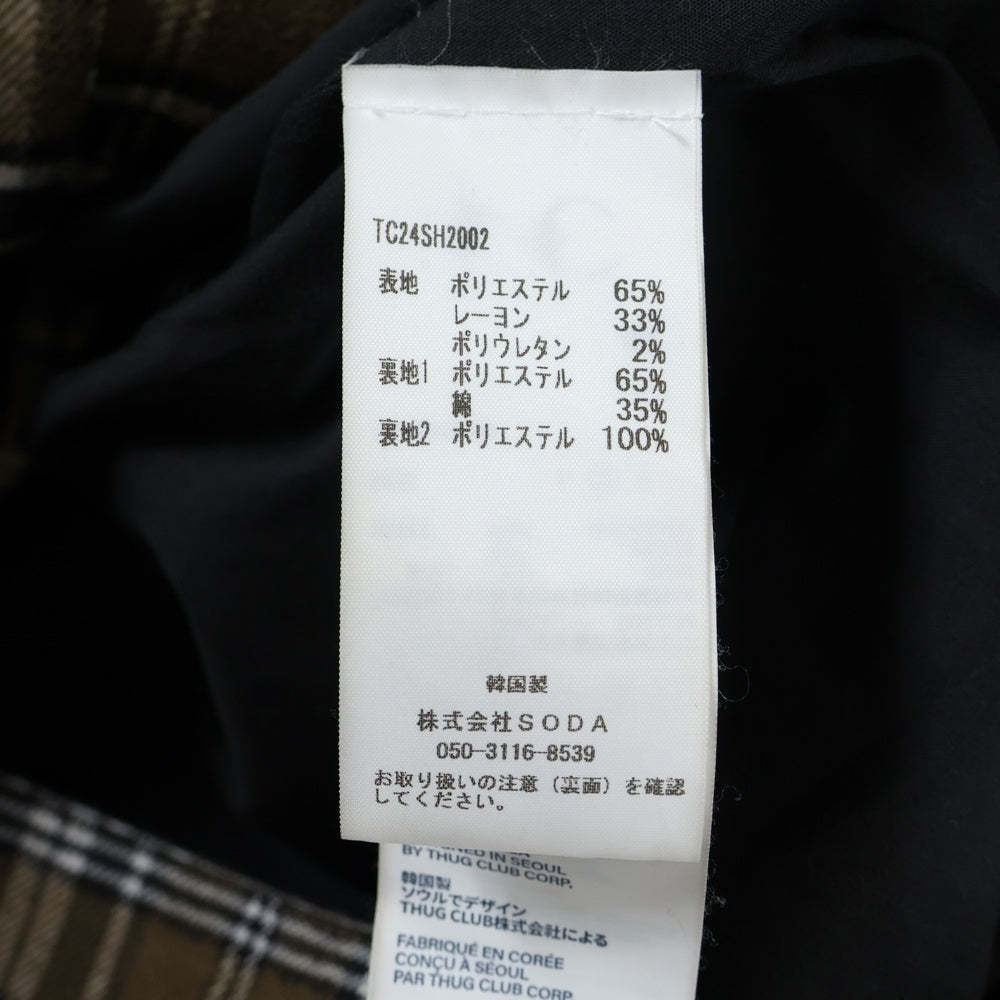 TC24SH2002
表地 ポリエステル 65%
レーヨン 33%
ポリウレタン 2%
裏地1 ポリエステル 65%
綿 35%
裏地2 ポリエステル 100%
韓国製
株式会社SODA
050-3116-8539
お取り扱いの注意（裏面）を確認
してください。
IN SEOUL
BY THUG CLUB CORP.
韓国製
ソウルでデザイン
THUG CLUB株式会社による
FABRIQUÉ EN CORÉE
CONÇU À SÉOUL
PAR THUG CLUB CORP